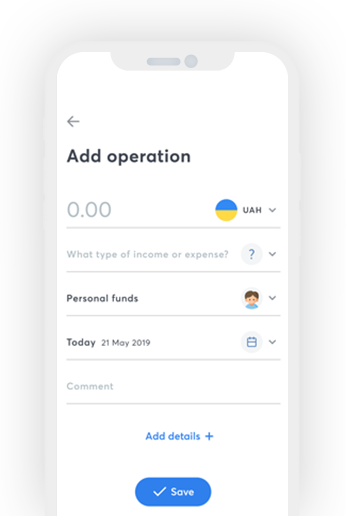 Add operation
0.00 UAH
What type of income or expense? ?
Personal funds
Today 21 May 2019
Comment
Add details +
Save